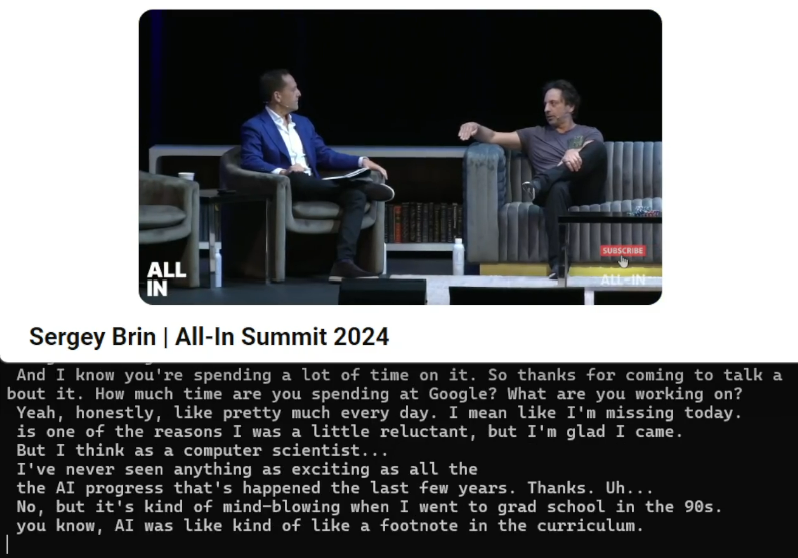 ALL
IN
SUBSCRIBE
ALL-IN
Sergey Brin | All-In Summit 2024
And I know you're spending a lot of time on it. So thanks for coming to talk a
bout it. How much time are you spending at Google? What are you working on?
Yeah, honestly, like pretty much every day. I mean like I'm missing today.
is one of the reasons I was a little reluctant, but I'm glad I came.
But I think as a computer scientist...
I've never seen anything as exciting as all the
the AI progress that's happened the last few years. Thanks. Uh...
No, but it's kind of mind-blowing when I went to grad school in the 90s.
you know, AI was like kind of like a footnote in the curriculum.